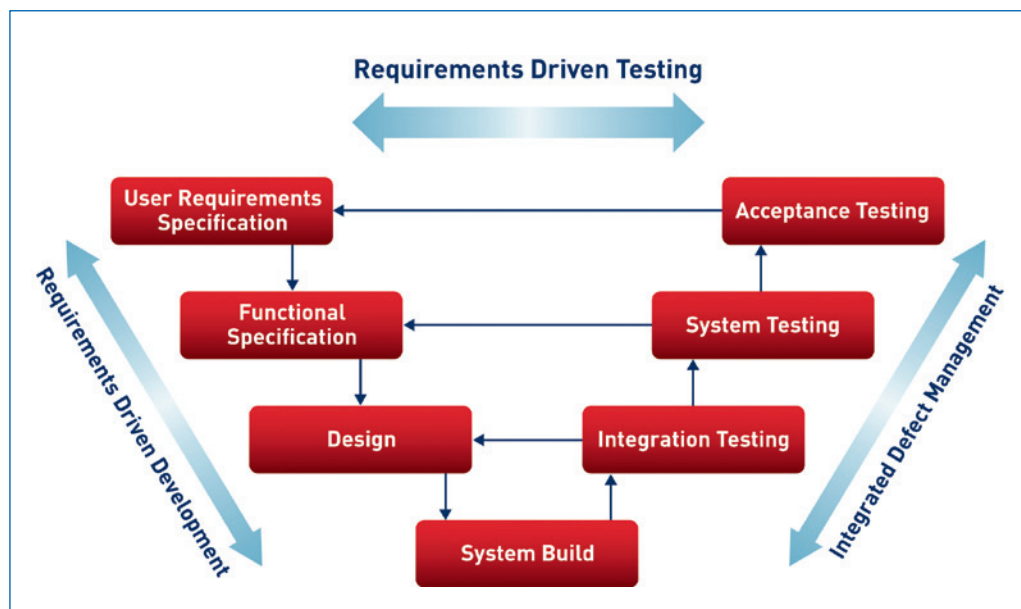 Requirements Driven Testing
User Requirements
Specification
Acceptance Testing
Functional
Specification
System Testing
Design
Integration Testing
System Build
Requirements Driven Development
Integrated Defect Management